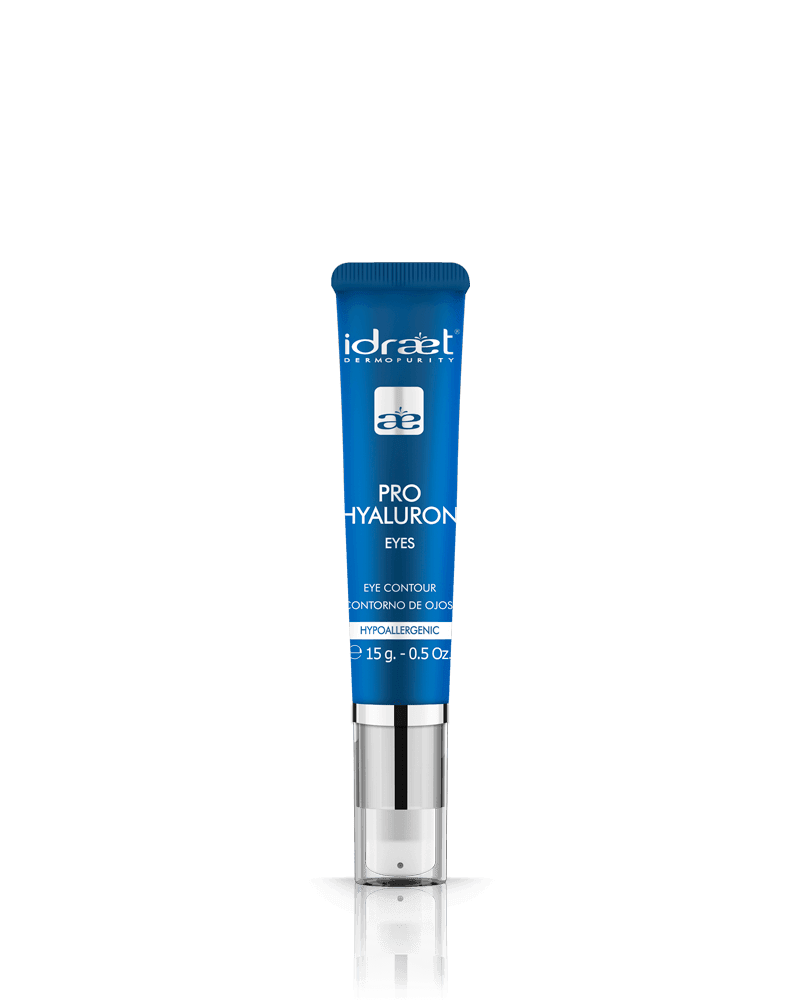 idraet®
DERMOPURITY
æ
PRO
HYALURON
EYES
EYE CONTOUR
CONTORNO DE OJOS
HYPOALLERGENIC
℮ 15 g. - 0.5 Oz.